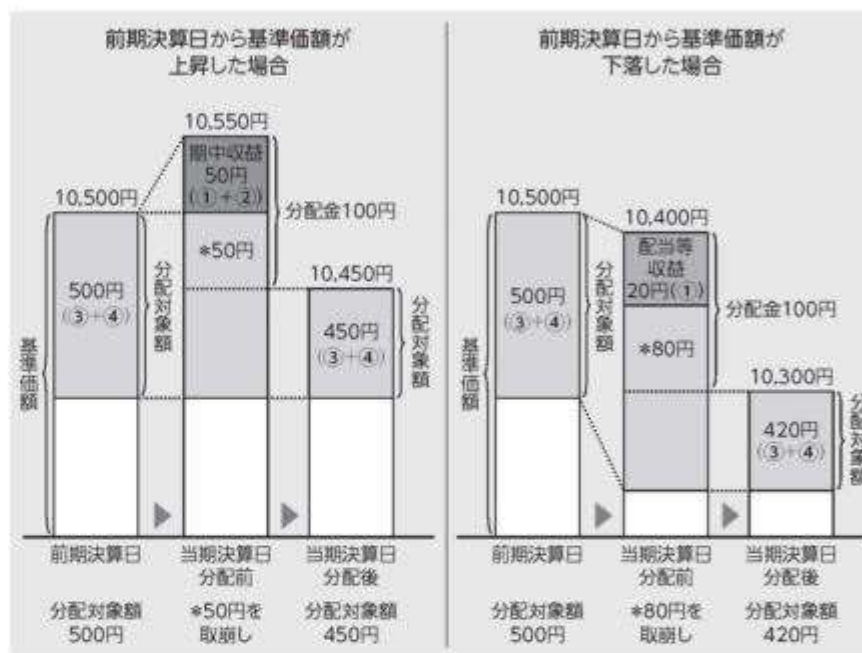 前期決算日から基準価額が
上昇した場合
10,550円
期中収益
50円
(①+②)
10,500円
分配金100円
*50円
10,450円
500円
(③+④)
分配対象額
450円
(③+④)
分配対象額
基準価額
前期決算日
当期決算日
分配前
当期決算日
分配後
分配対象額
500円
*50円を
取崩し
分配対象額
450円
前期決算日から基準価額が
下落した場合
10,500円
10,400円
配当等
収益
20円(①)
500円
(③+④)
分配対象額
分配金100円
*80円
10,300円
基準価額
420円
(③+④)
分配対象額
前期決算日
当期決算日
分配前
当期決算日
分配後
分配対象額
500円
*80円を
取崩し
分配対象額
420円